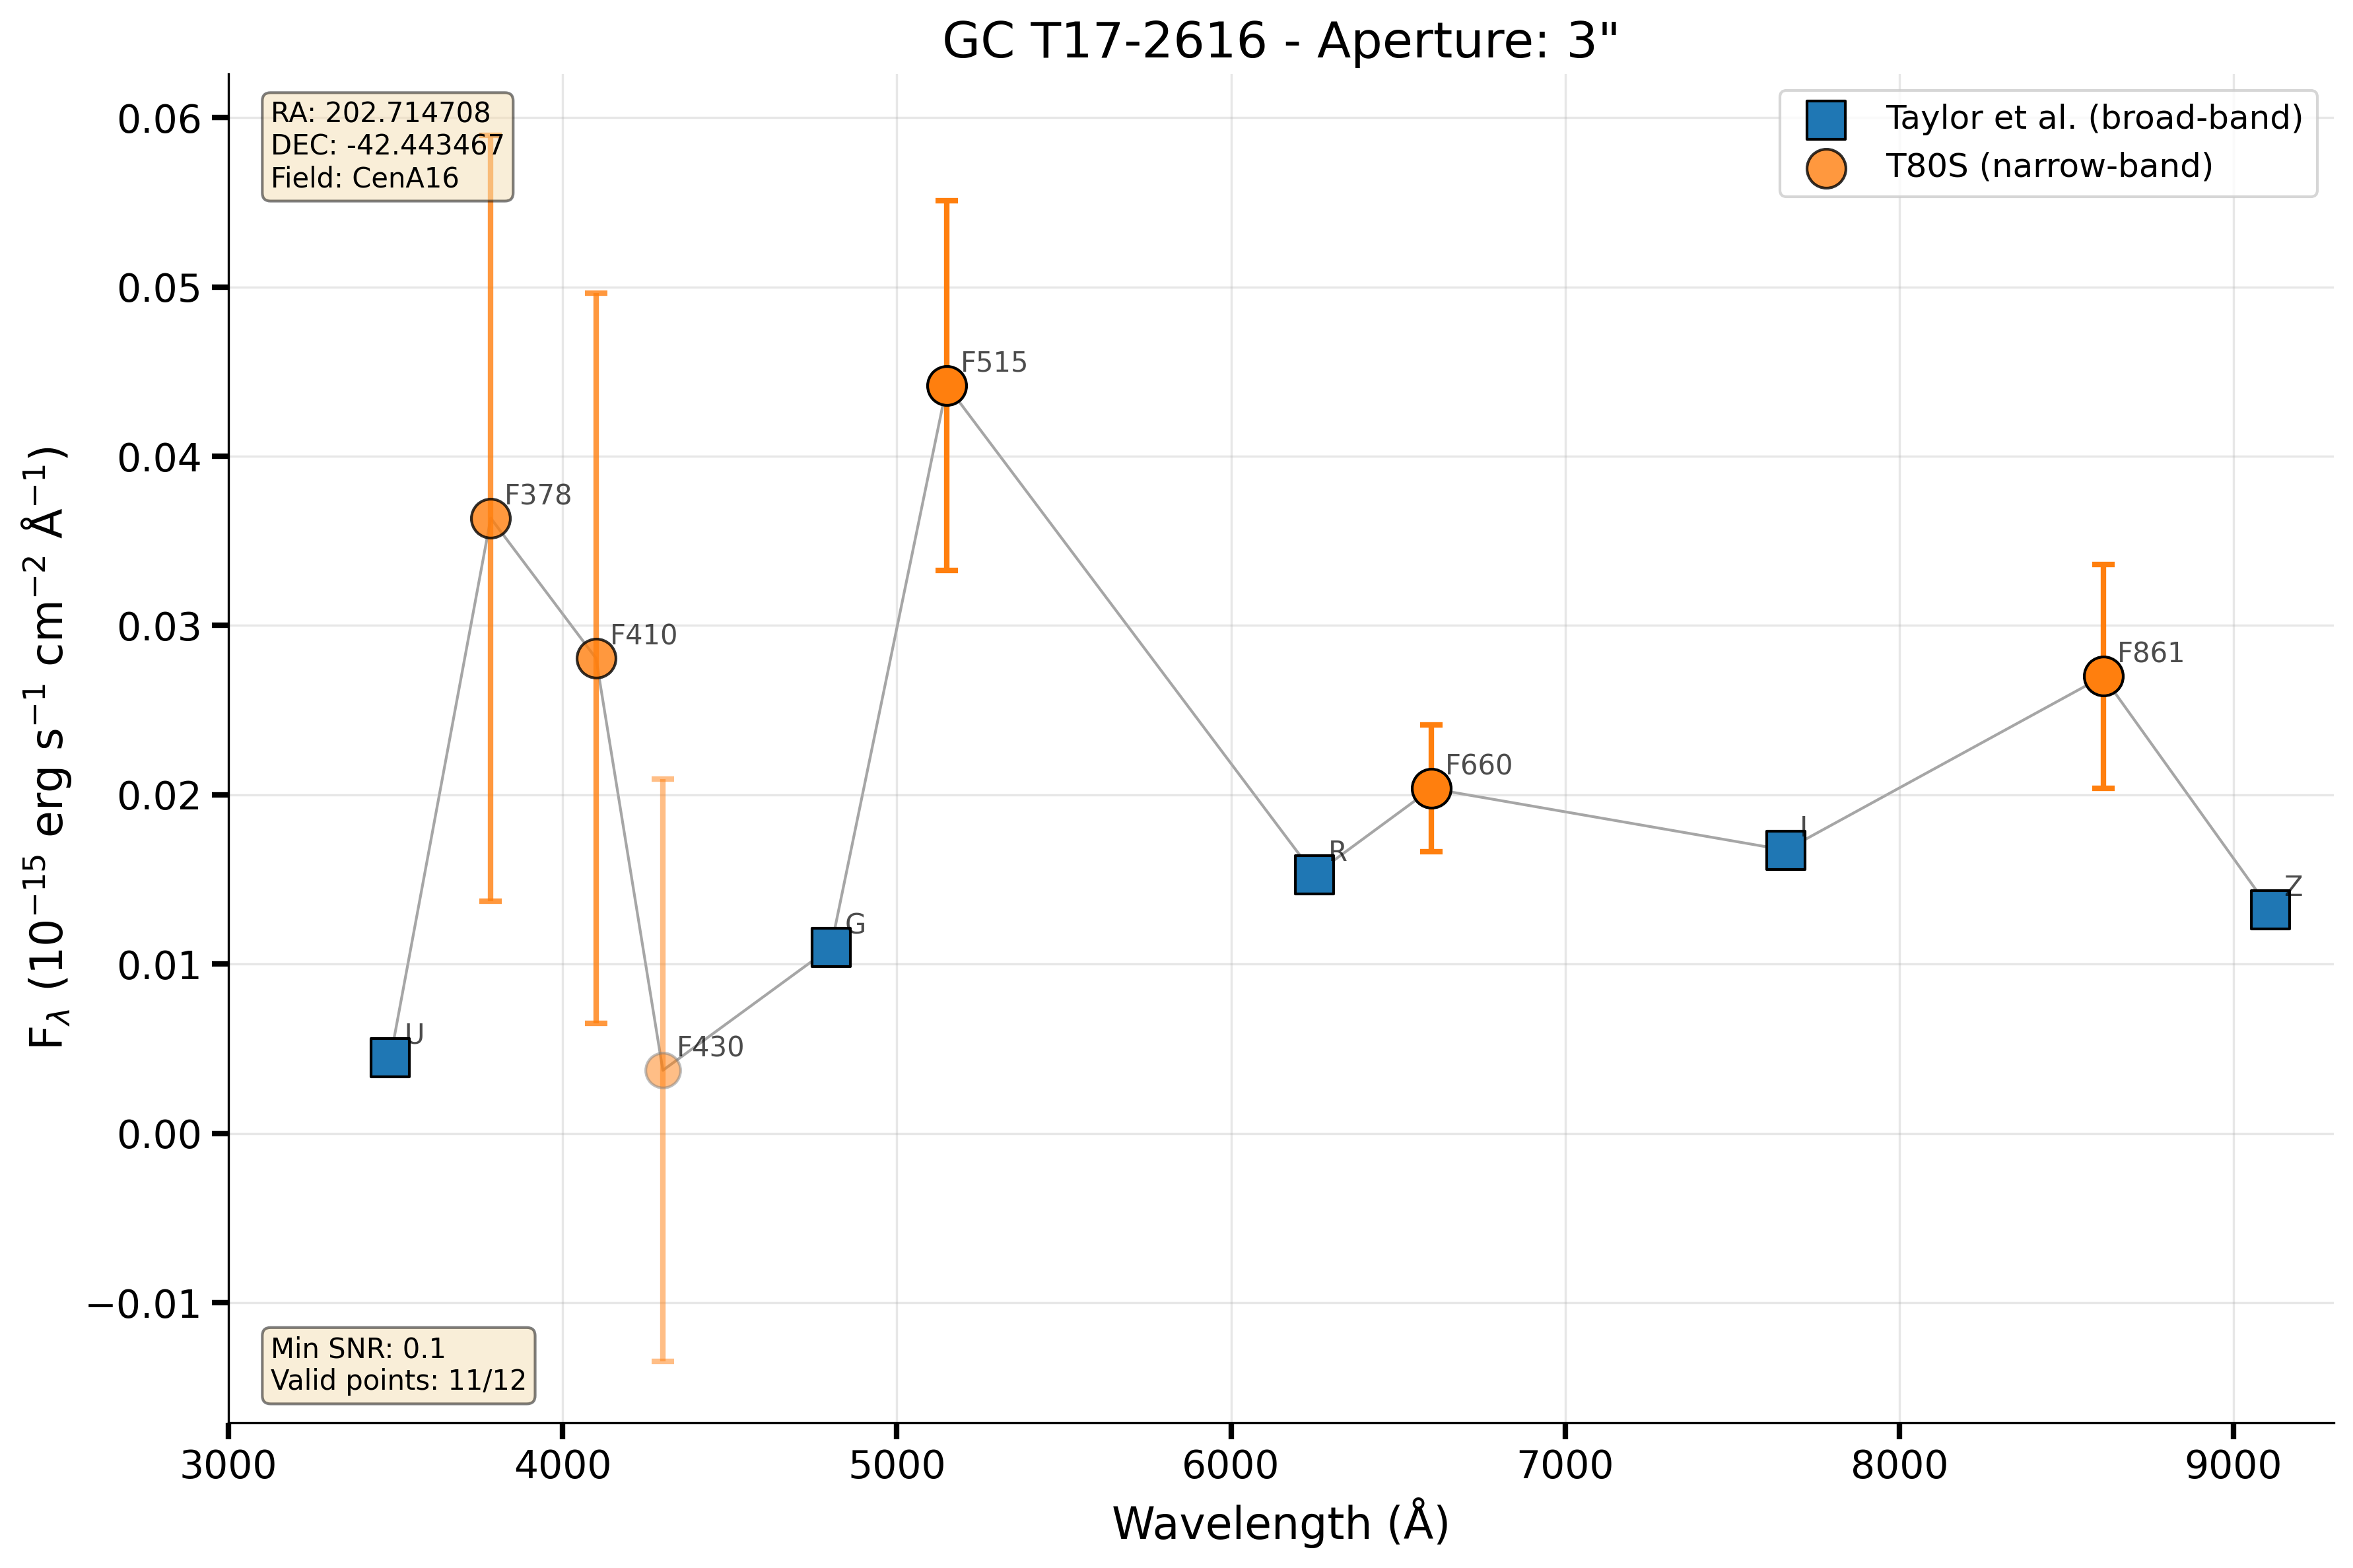 GC T17-2616 - Aperture: 3"
RA: 202.714708
DEC: -42.443467
Field: CenA16
Taylor et al. (broad-band)
T80S (narrow-band)
F_λ (10⁻¹⁵ erg s⁻¹ cm⁻² Å⁻¹)
0.06
0.05
0.04
0.03
0.02
0.01
0.00
−0.01
U
F378
F410
F430
G
F515
R
F660
I
F861
Z
Min SNR: 0.1
Valid points: 11/12
3000 4000 5000 6000 7000 8000 9000
Wavelength (Å)